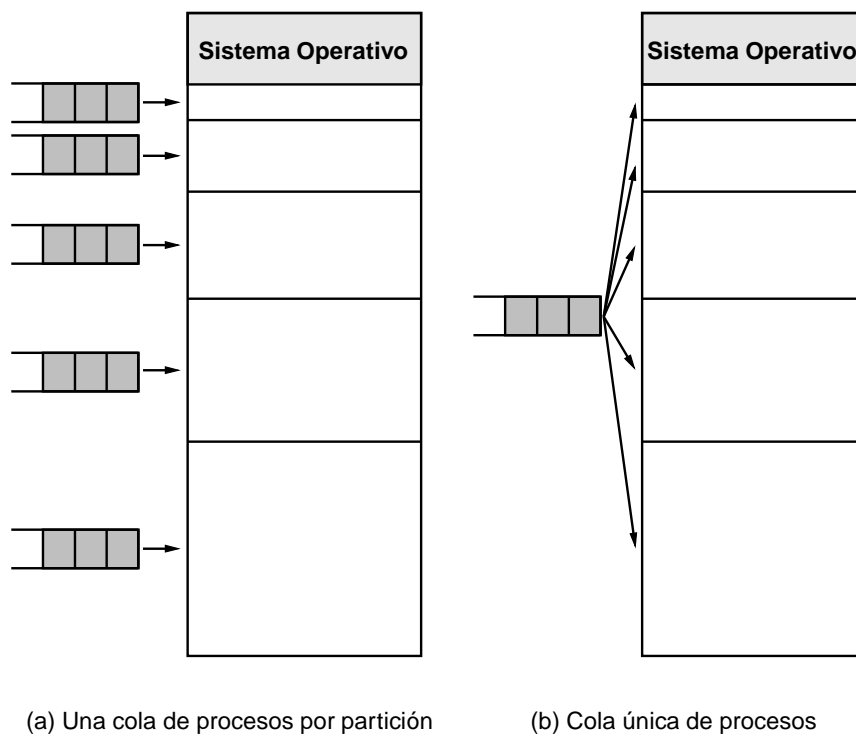 Sistema Operativo
Sistema Operativo
(a) Una cola de procesos por partición
(b) Cola única de procesos